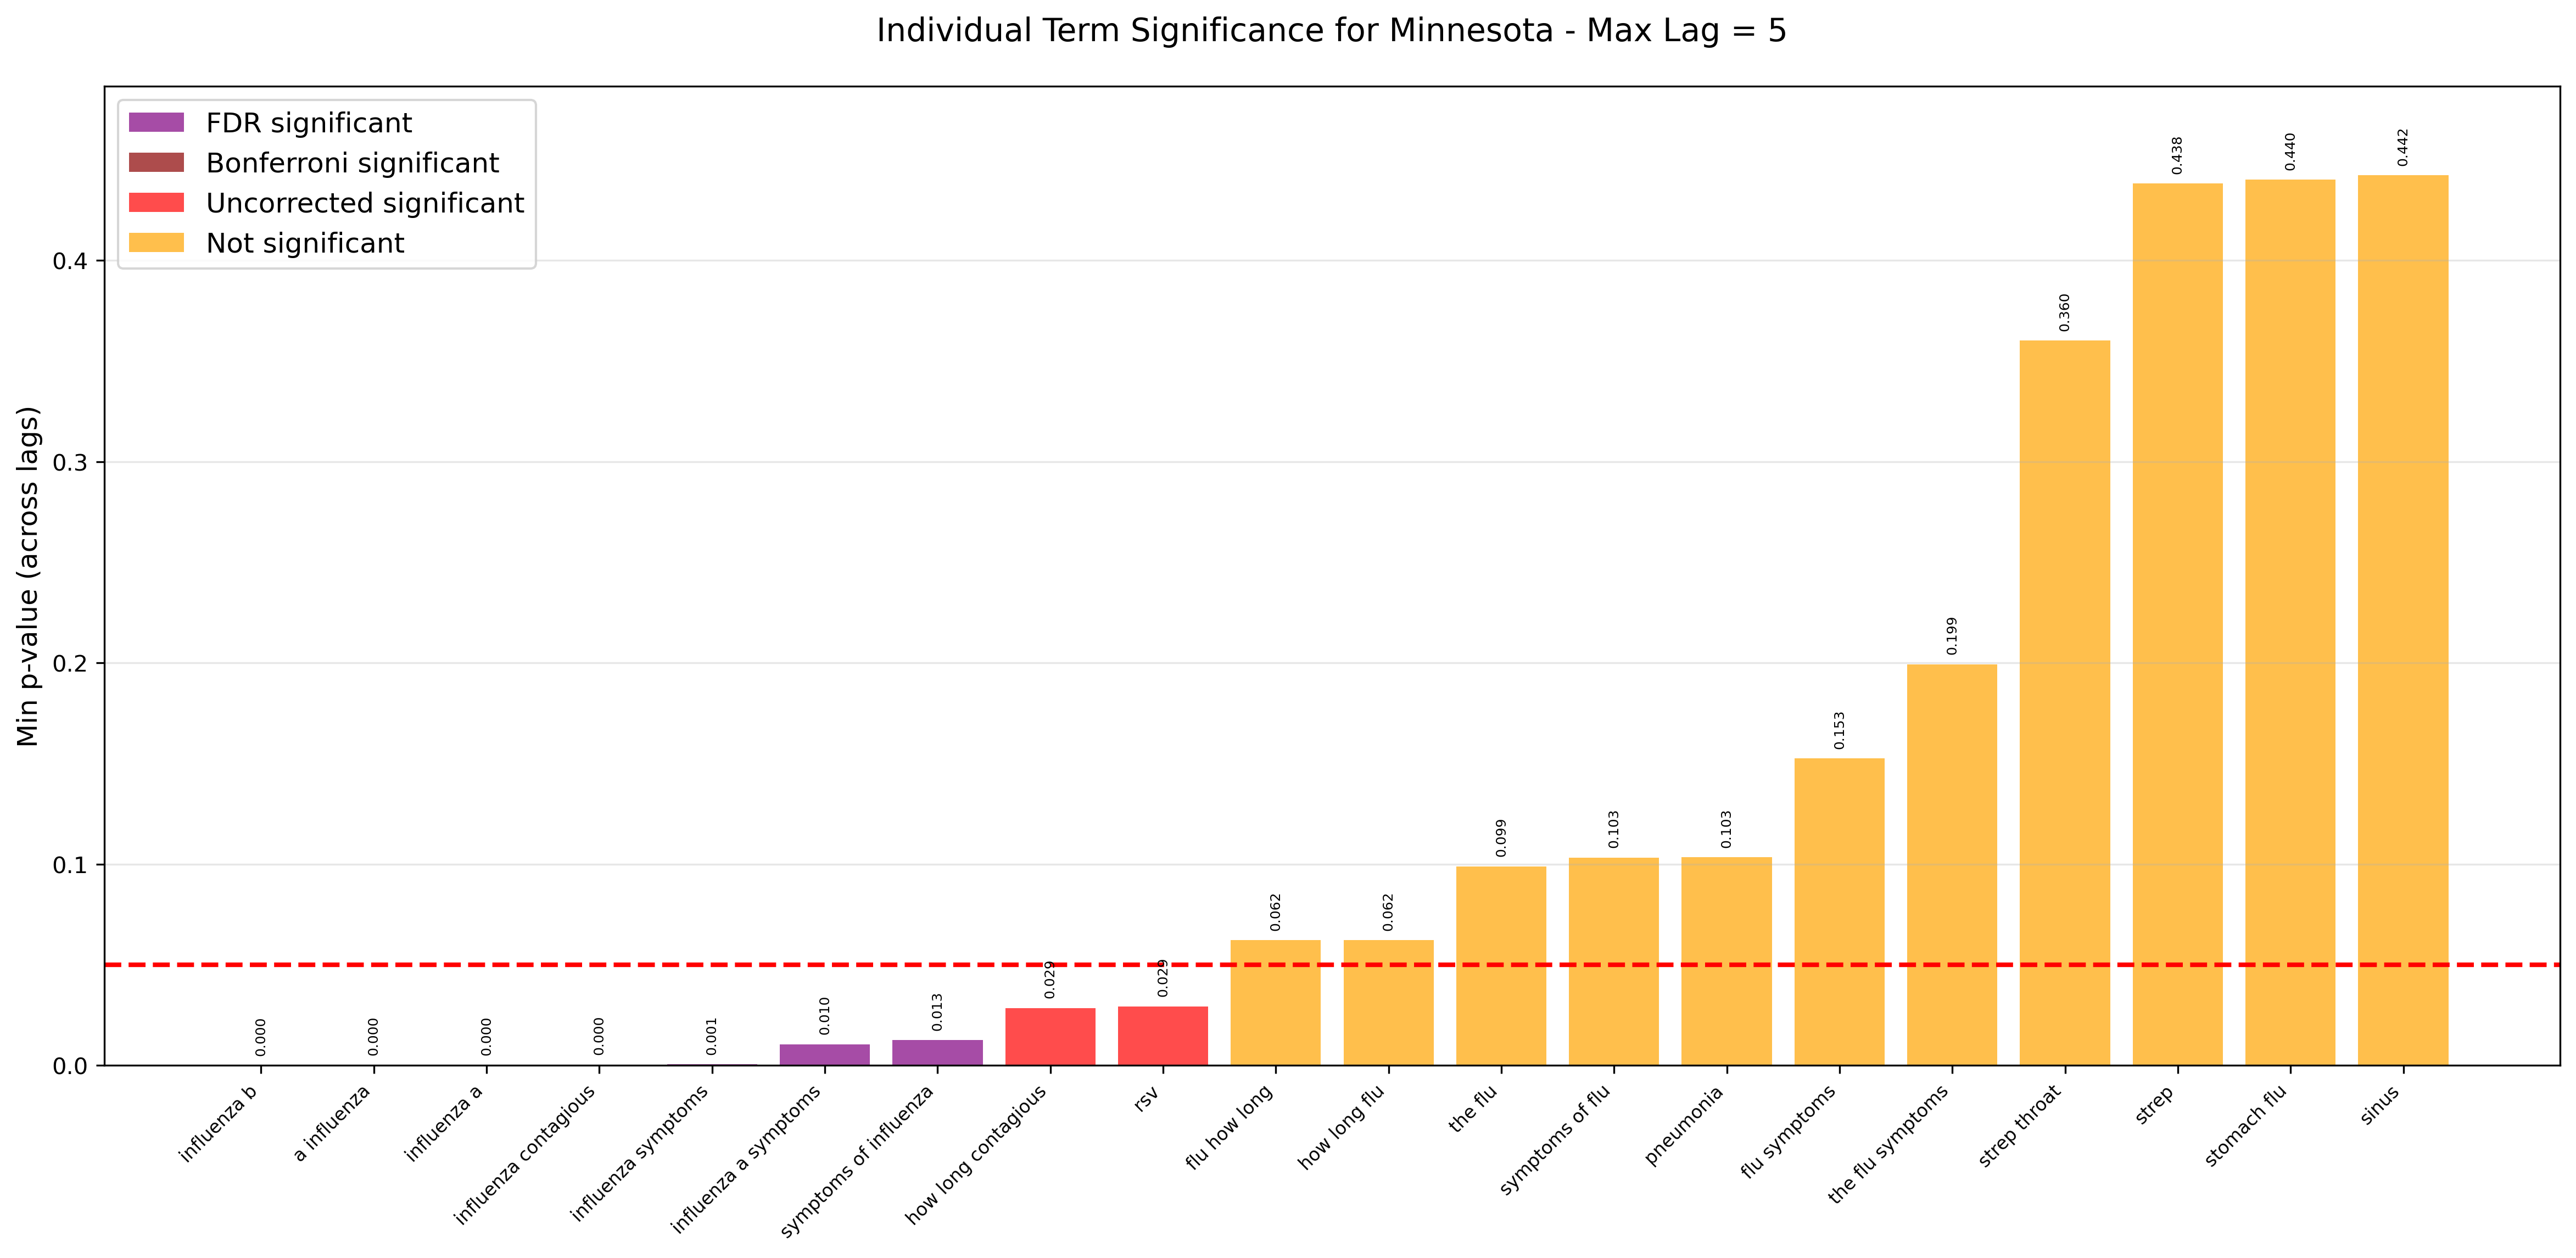 Individual Term Significance for Minnesota - Max Lag = 5
FDR significant
Bonferroni significant
Uncorrected significant
Not significant
Min p-value (across lags)
0.4
0.3
0.2
0.1
0.0
0.000
0.000
0.000
0.000
0.001
0.010
0.013
0.029
0.029
0.062
0.062
0.099
0.103
0.103
0.153
0.199
0.360
0.438
0.440
0.442
influenza b
a influenza
influenza a
influenza contagious
influenza symptoms
influenza a symptoms
symptoms of influenza
how long contagious
rsv
flu how long
how long flu
the flu
symptoms of flu
pneumonia
flu symptoms
the flu symptoms
strep throat
strep
stomach flu
sinus